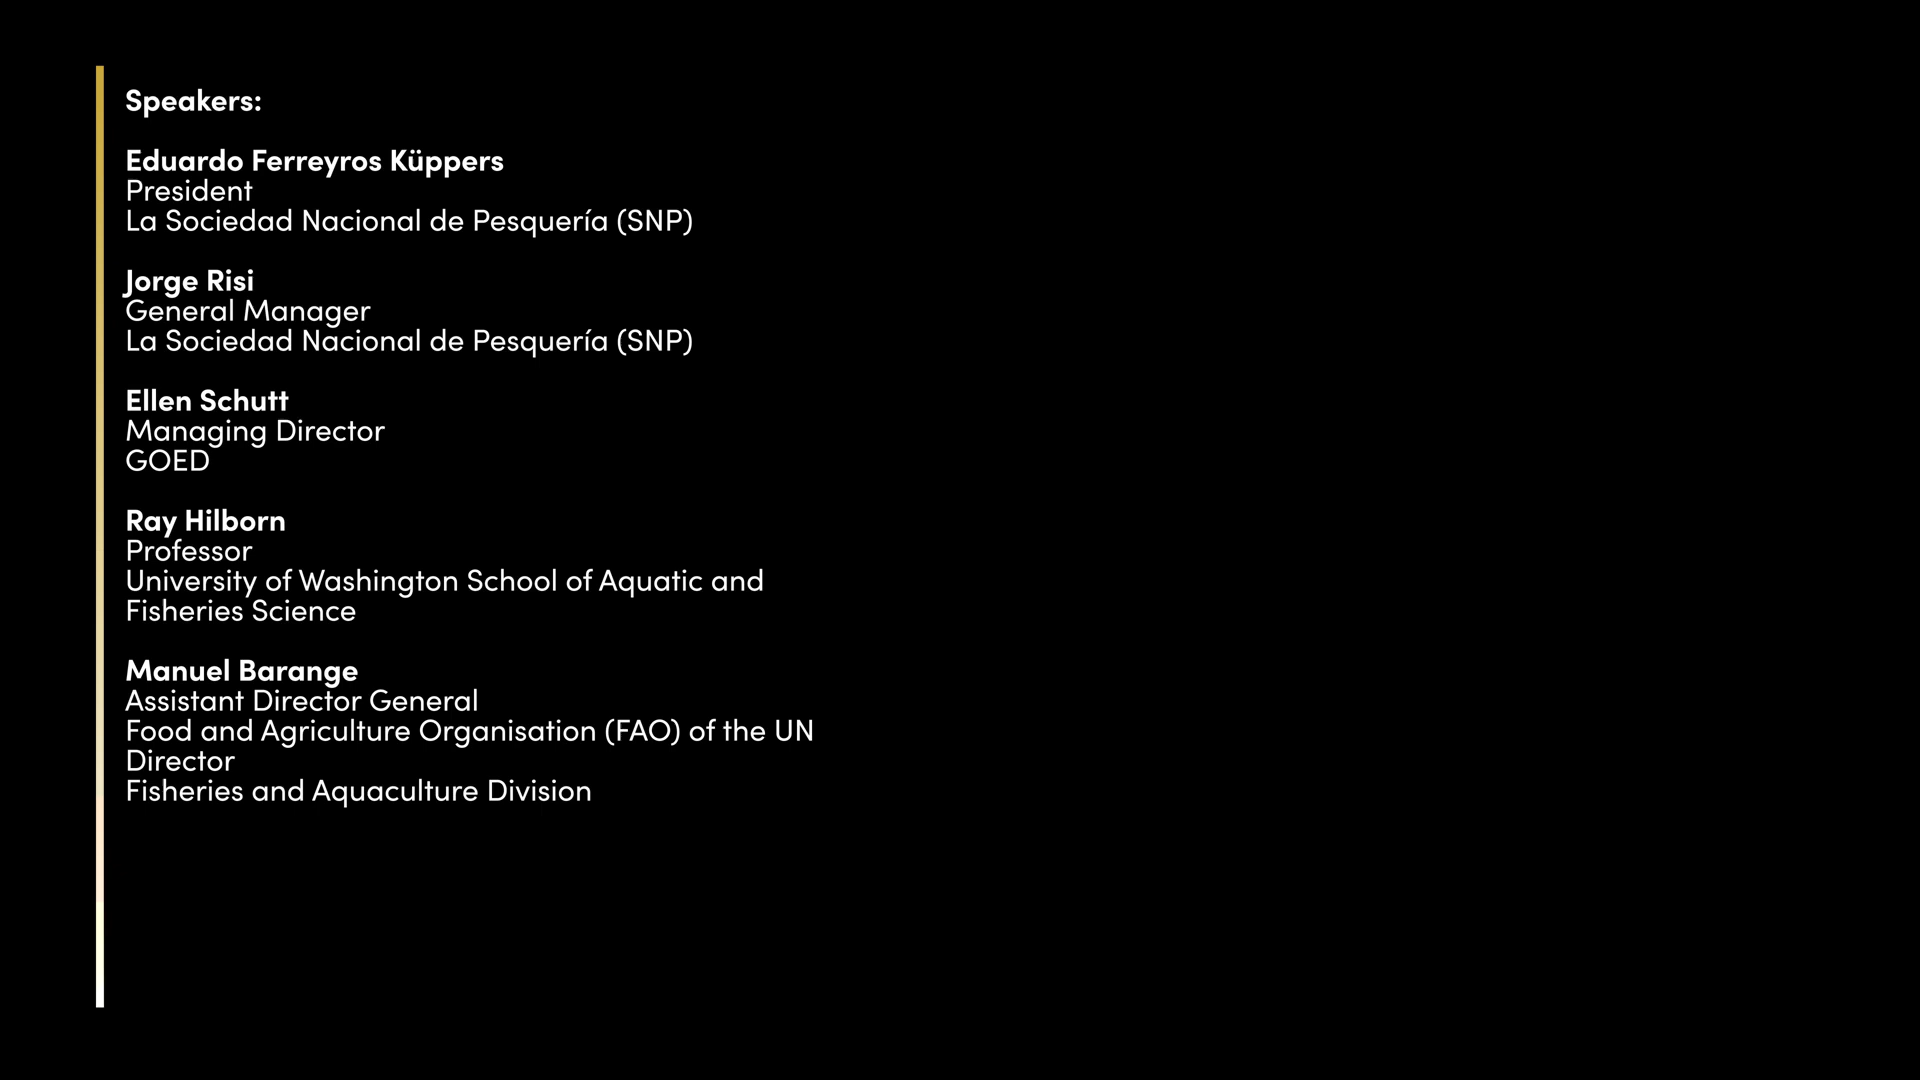 Speakers:
Eduardo Ferreyros Küppers
President
La Sociedad Nacional de Pesquería (SNP)
Jorge Risi
General Manager
La Sociedad Nacional de Pesquería (SNP)
Ellen Schutt
Managing Director
GOED
Ray Hilborn
Professor
University of Washington School of Aquatic and
Fisheries Science
Manuel Barange
Assistant Director General
Food and Agriculture Organisation (FAO) of the UN
Director
Fisheries and Aquaculture Division